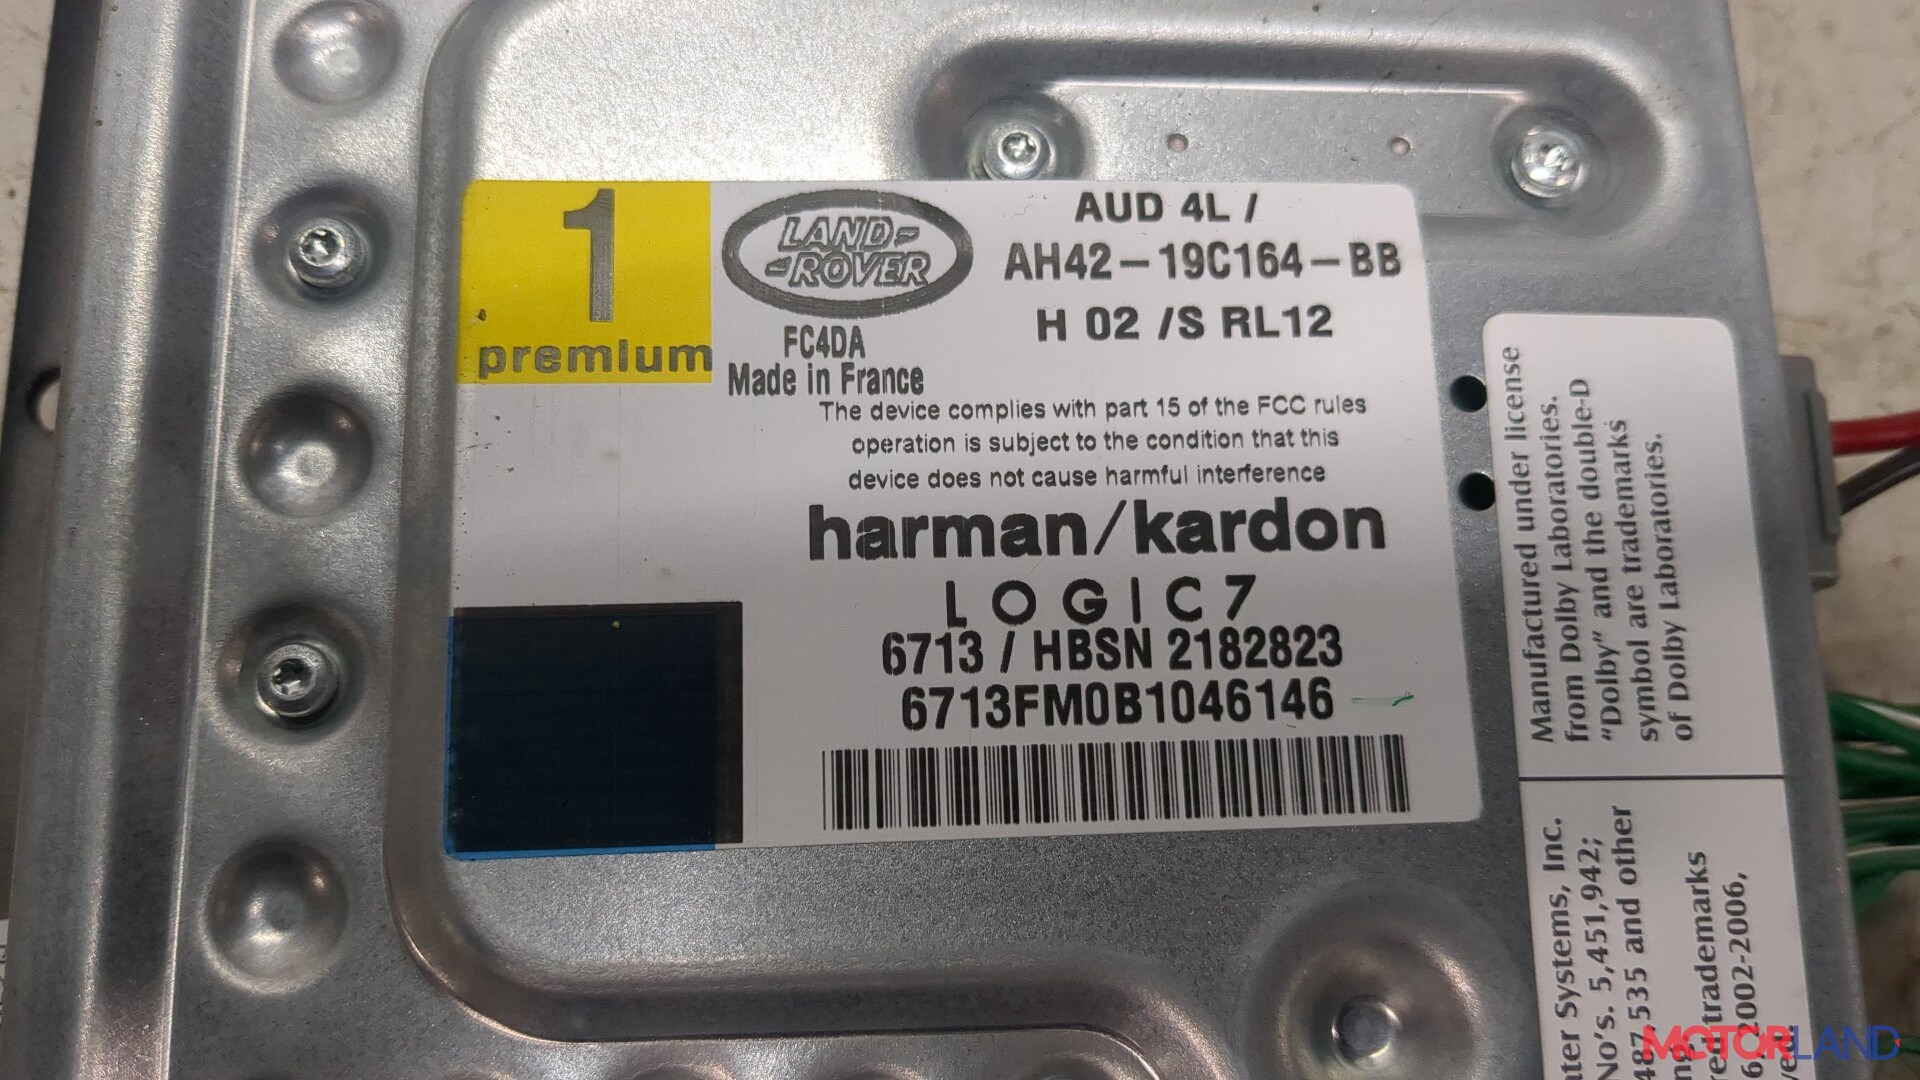 1
premium
LAND-
-ROVER
FC4DA
Made in France
AUD 4L /
AH42-19C164-BB
H 02 /S RL12
The device complies with part 15 of the FCC rules
operation is subject to the condition that this
device does not cause harmful interference
harman/kardon
LOGIC7
6713 / HBSN 2182823
6713FM0B1046146
Manufactured under license
from Dolby Laboratories.
"Dolby" and the double-D
symbol are trademarks
of Dolby Laboratories.
Systems, Inc.
No's. 5,451,942;
487535 and other
trademarks
2002-2006,
MOTORLAND